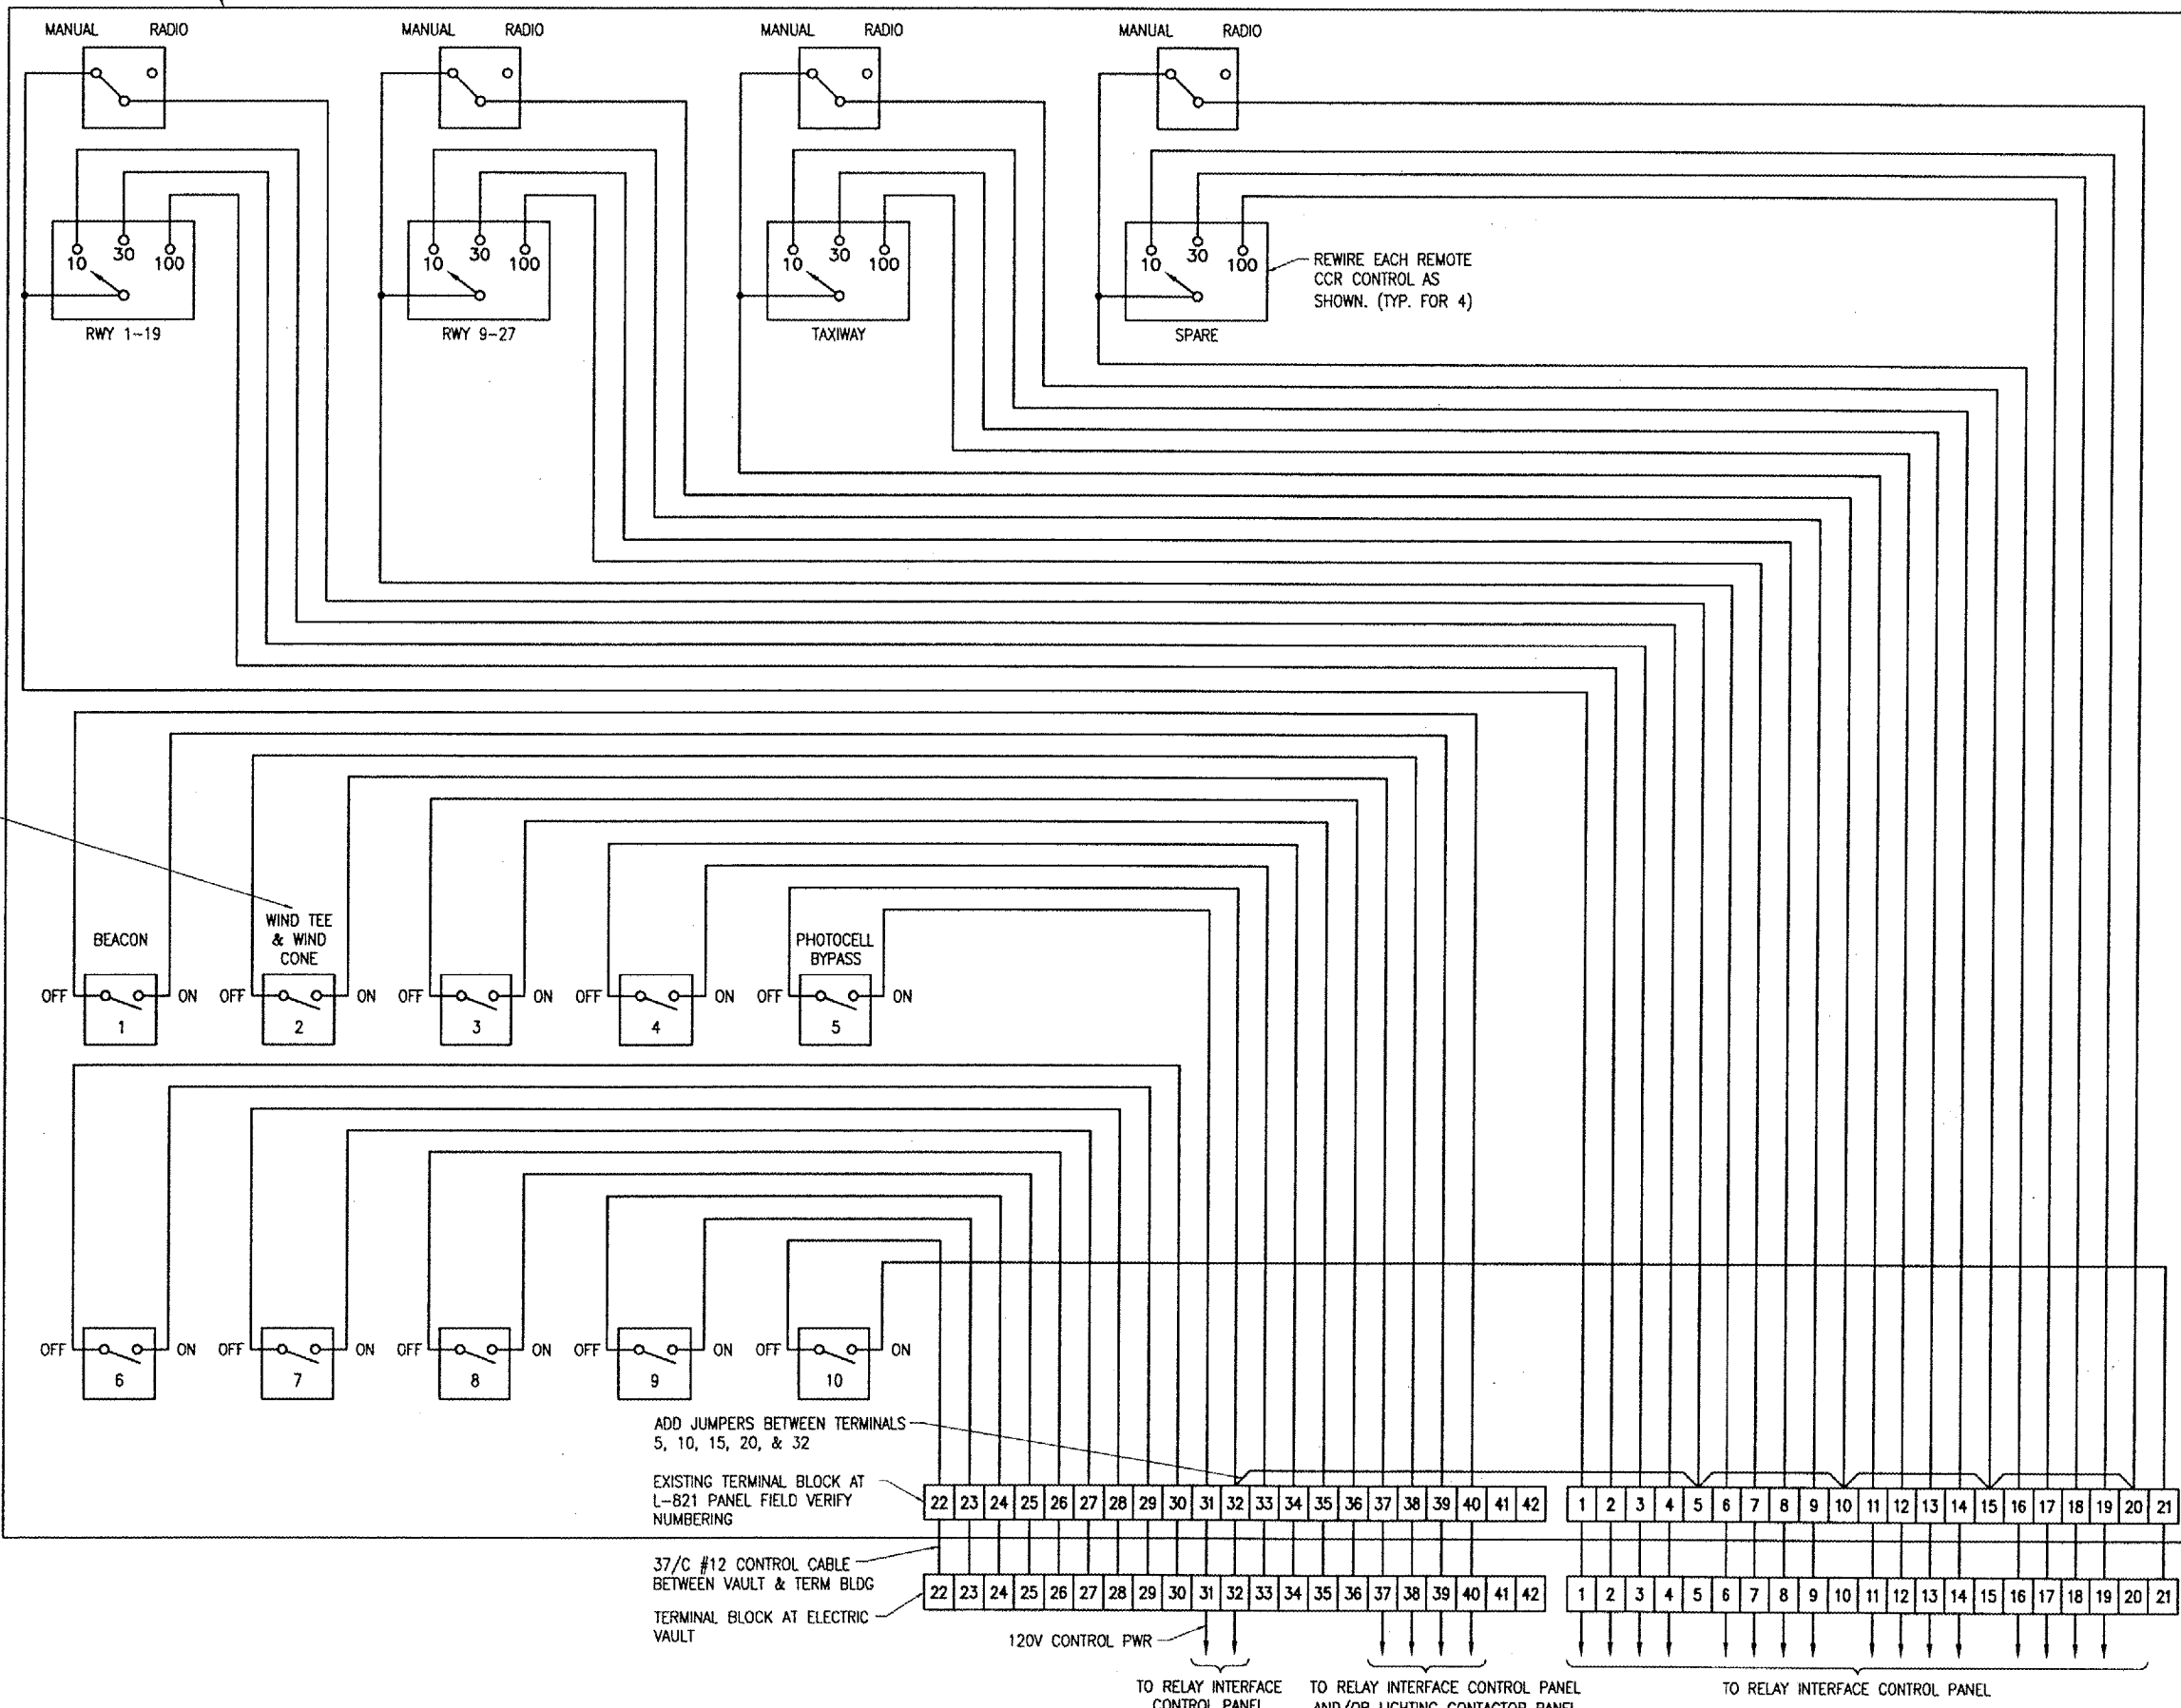 MANUAL RADIO MANUAL RADIO MANUAL RADIO MANUAL RADIO
10 30 100 10 30 100 10 30 100 10 30 100
REWIRE EACH REMOTE
CCR CONTROL AS
SHOWN. (TYP. FOR 4)
RWY 1-19 RWY 9-27 TAXIWAY SPARE
BEACON
WIND TEE
& WIND
CONE
PHOTOCELL
BYPASS
OFF ON OFF ON OFF ON OFF ON OFF ON
1 2 3 4 5
OFF ON OFF ON OFF ON OFF ON OFF ON
6 7 8 9 10
ADD JUMPERS BETWEEN TERMINALS
5, 10, 15, 20, & 32
EXISTING TERMINAL BLOCK AT
L-821 PANEL FIELD VERIFY
NUMBERING
22 23 24 25 26 27 28 29 30 31 32 33 34 35 36 37 38 39 40 41 42 1 2 3 4 5 6 7 8 9 10 11 12 13 14 15 16 17 18 19 20 21
37/C #12 CONTROL CABLE
BETWEEN VAULT & TERM BLDG
22 23 24 25 26 27 28 29 30 31 32 33 34 35 36 37 38 39 40 41 42 1 2 3 4 5 6 7 8 9 10 11 12 13 14 15 16 17 18 19 20 21
TERMINAL BLOCK AT ELECTRIC
VAULT
120V CONTROL PWR
TO RELAY INTERFACE
CONTROL PANEL
TO RELAY INTERFACE CONTROL PANEL
AND/OR LIGHTING CONTACTOR PANEL
TO RELAY INTERFACE CONTROL PANEL